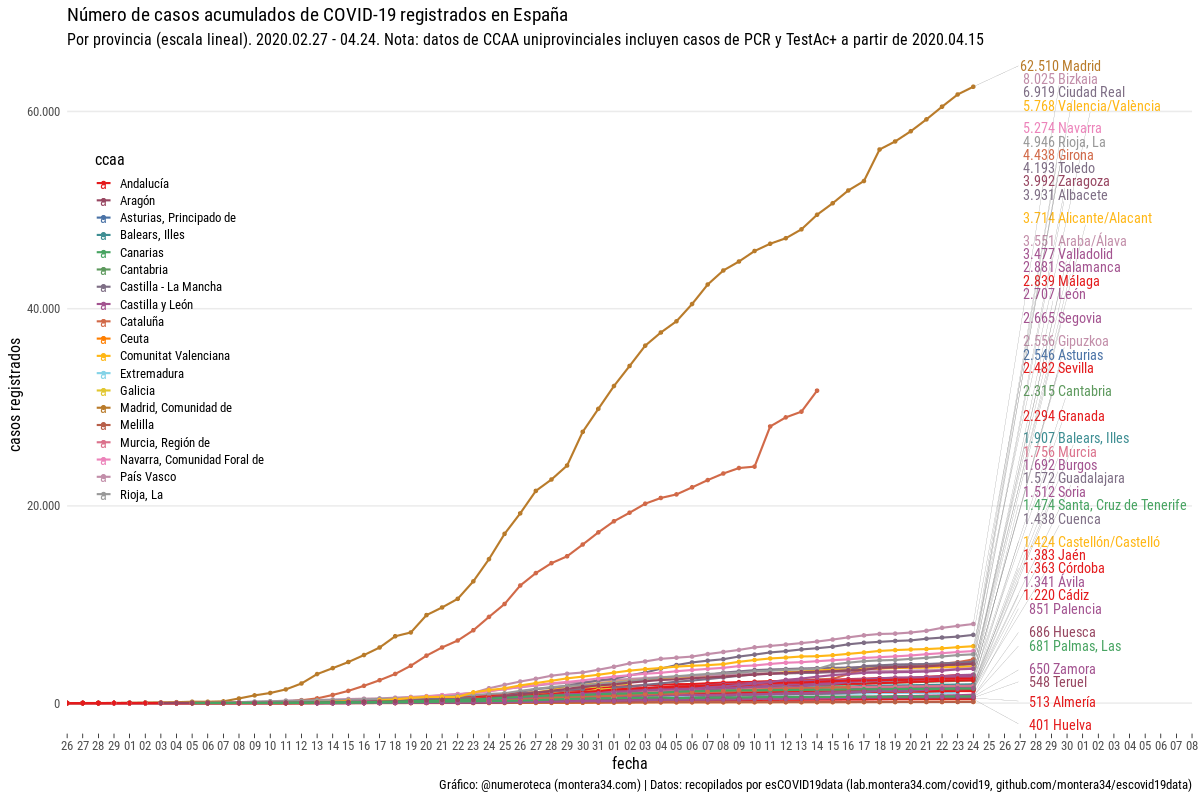 Número de casos acumulados de COVID-19 registrados en España
Por provincia (escala lineal). 2020.02.27 - 04.24. Nota: datos de CCAA uniprovinciales incluyen casos de PCR y TestAc+ a partir de 2020.04.15
62.510 Madrid
8.025 Bizkaia
6.919 Ciudad Real
5.768 Valencia/València
5.274 Navarra
4.946 Rioja, La
4.438 Girona
4.193 Toledo
3.992 Zaragoza
3.931 Albacete
3.714 Alicante/Alacant
3.551 Araba/Álava
3.477 Valladolid
2.881 Salamanca
2.839 Málaga
2.707 León
2.665 Segovia
2.556 Gipuzkoa
2.546 Asturias
2.482 Sevilla
2.315 Cantabria
2.294 Granada
1.907 Balears, Illes
1.756 Murcia
1.692 Burgos
1.572 Guadalajara
1.512 Soria
1.474 Santa, Cruz de Tenerife
1.438 Cuenca
1.424 Castellón/Castelló
1.383 Jaén
1.363 Córdoba
1.341 Ávila
1.220 Cádiz
851 Palencia
686 Huesca
681 Palmas, Las
650 Zamora
548 Teruel
513 Almería
401 Huelva
60.000
40.000
20.000
0
casos registrados
ccaa
Andalucía
Aragón
Asturias, Principado de
Balears, Illes
Canarias
Cantabria
Castilla - La Mancha
Castilla y León
Cataluña
Ceuta
Comunitat Valenciana
Extremadura
Galicia
Madrid, Comunidad de
Melilla
Murcia, Región de
Navarra, Comunidad Foral de
País Vasco
Rioja, La
26 27 28 29 01 02 03 04 05 06 07 08 09 10 11 12 13 14 15 16 17 18 19 20 21 22 23 24 25 26 27 28 29 30 31 01 02 03 04 05 06 07 08 09 10 11 12 13 14 15 16 17 18 19 20 21 22 23 24 25 26 27 28 29 30 01 02 03 04 05 06 07 08
fecha
Gráfico: @numeroteca (montera34.com) | Datos: recopilados por esCOVID19data (lab.montera34.com/covid19, github.com/montera34/escovid19data)